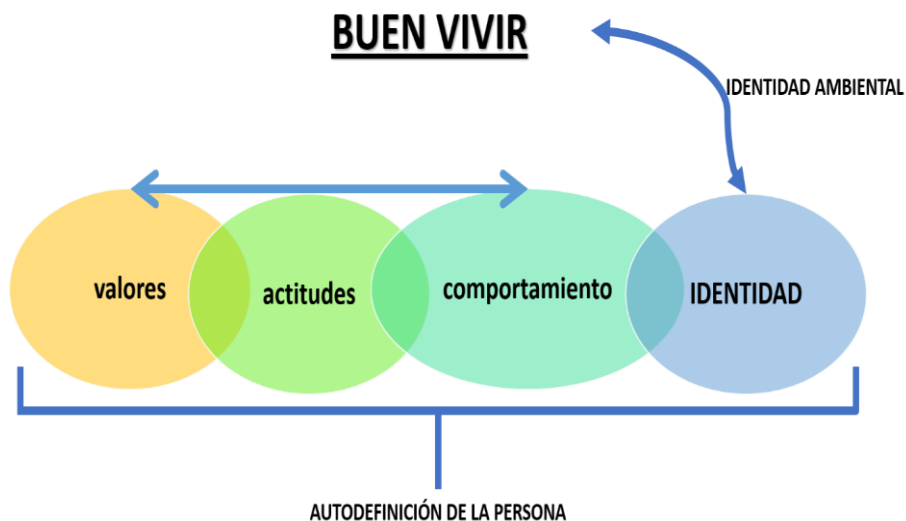 BUEN VIVIR
IDENTIDAD AMBIENTAL
valores
actitudes
comportamiento
IDENTIDAD
AUTODEFINICIÓN DE LA PERSONA